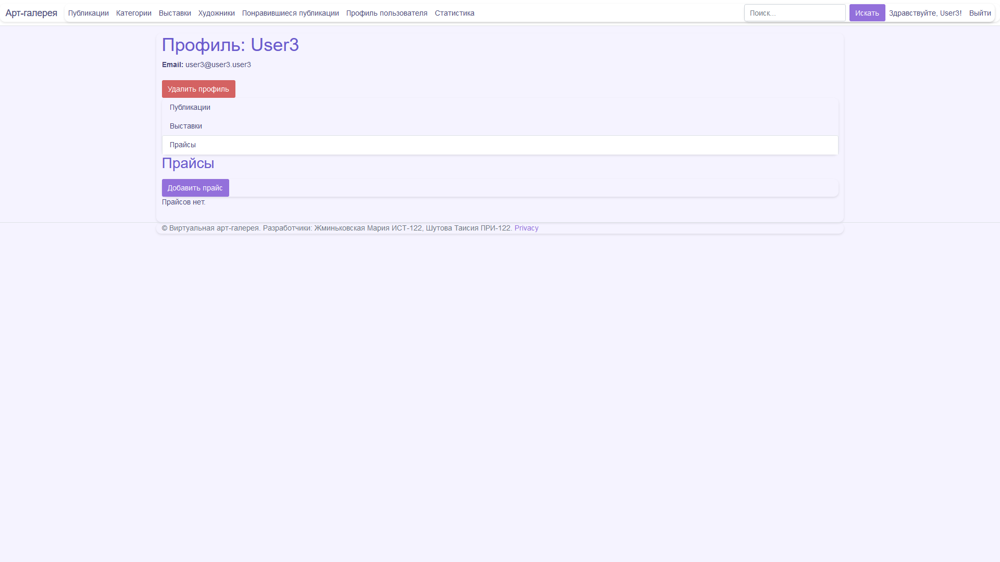 Арт-галерея Публикации Категории Выставки Художники Понравившиеся публикации Профиль пользователя Статистика Поиск... Искать Здравствуйте, User3! Выйти
Профиль: User3
Email: user3@user3.user3
Удалить профиль
Публикации
Выставки
Прайсы
Прайсы
Добавить прайс
Прайсов нет.
© Виртуальная арт-галерея. Разработчики: Жминьковская Мария ИСТ-122, Шутова Таисия ПРИ-122. Privacy